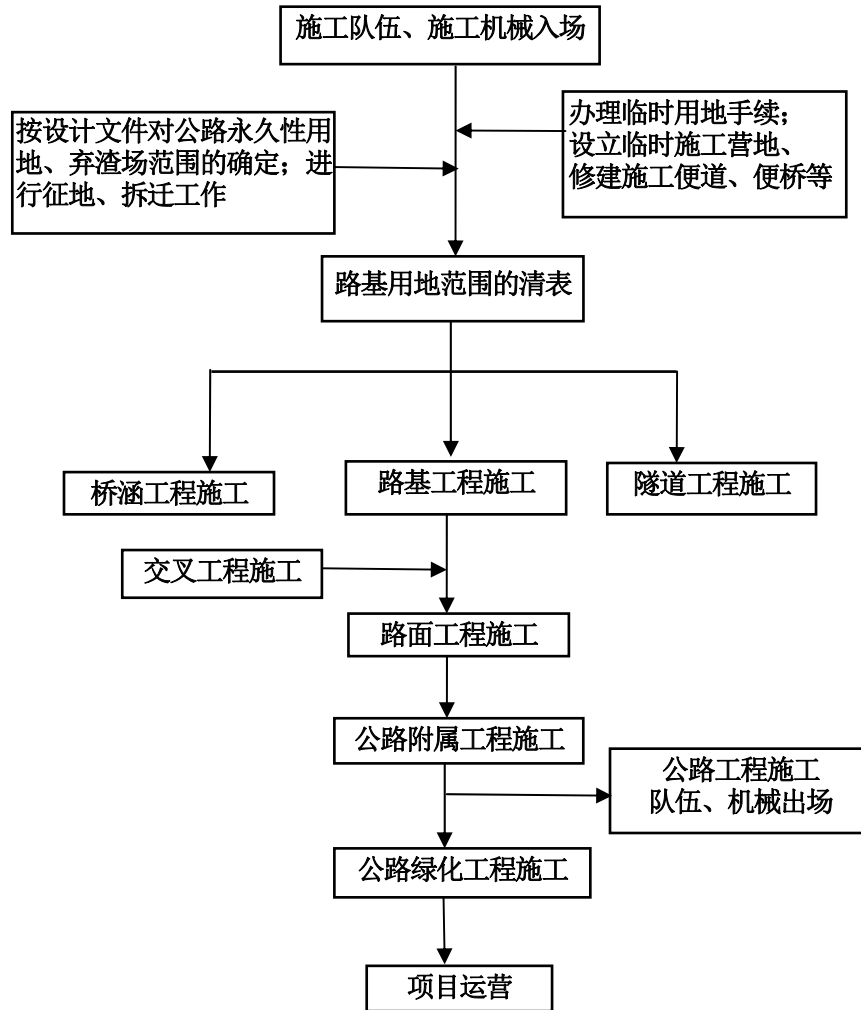 施工队伍、施工机械入场
办理临时用地手续；
设立临时施工营地、
修建施工便道、便桥等
按设计文件对公路永久性用
地、弃渣场范围的确定；进
行征地、拆迁工作
路基用地范围的清表
桥涵工程施工
路基工程施工
隧道工程施工
交叉工程施工
路面工程施工
公路附属工程施工
公路工程施工
队伍、机械出场
公路绿化工程施工
项目运营